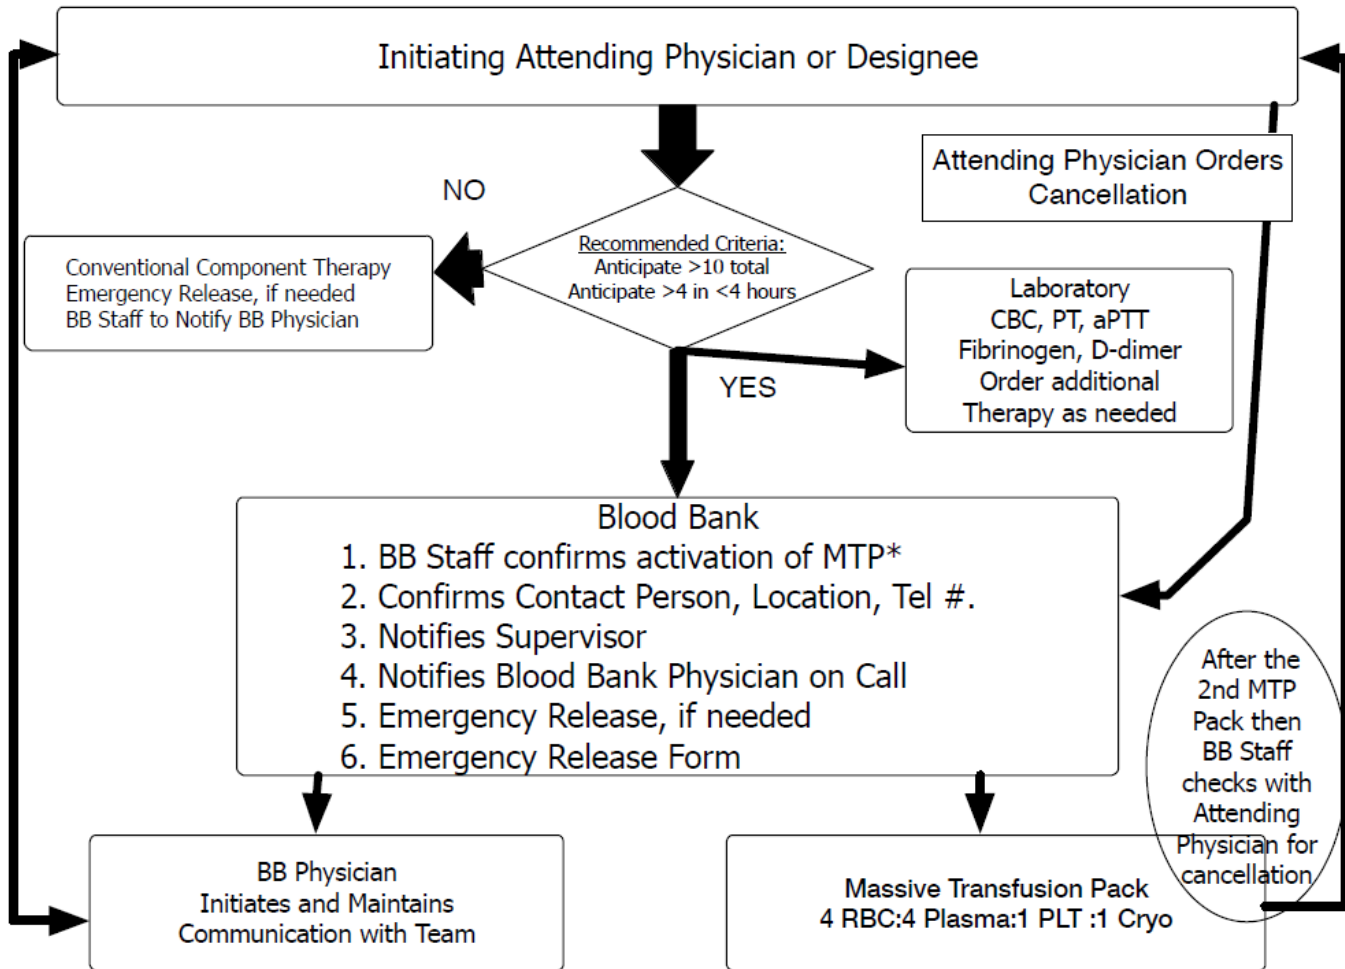 Initiating Attending Physician or Designee
Attending Physician Orders
Cancellation
NO
Recommended Criteria:
Anticipate >10 total
Anticipate >4 in <4 hours
Conventional Component Therapy
Emergency Release, if needed
BB Staff to Notify BB Physician
Laboratory
CBC, PT, aPTT
Fibrinogen, D-dimer
Order additional
Therapy as needed
YES
Blood Bank
1. BB Staff confirms activation of MTP*
2. Confirms Contact Person, Location, Tel #.
3. Notifies Supervisor
4. Notifies Blood Bank Physician on Call
5. Emergency Release, if needed
6. Emergency Release Form
After the
2nd MTP
Pack then
BB Staff
checks with
Attending
Physician for
cancellation
BB Physician
Initiates and Maintains
Communication with Team
Massive Transfusion Pack
4 RBC:4 Plasma:1 PLT :1 Cryo